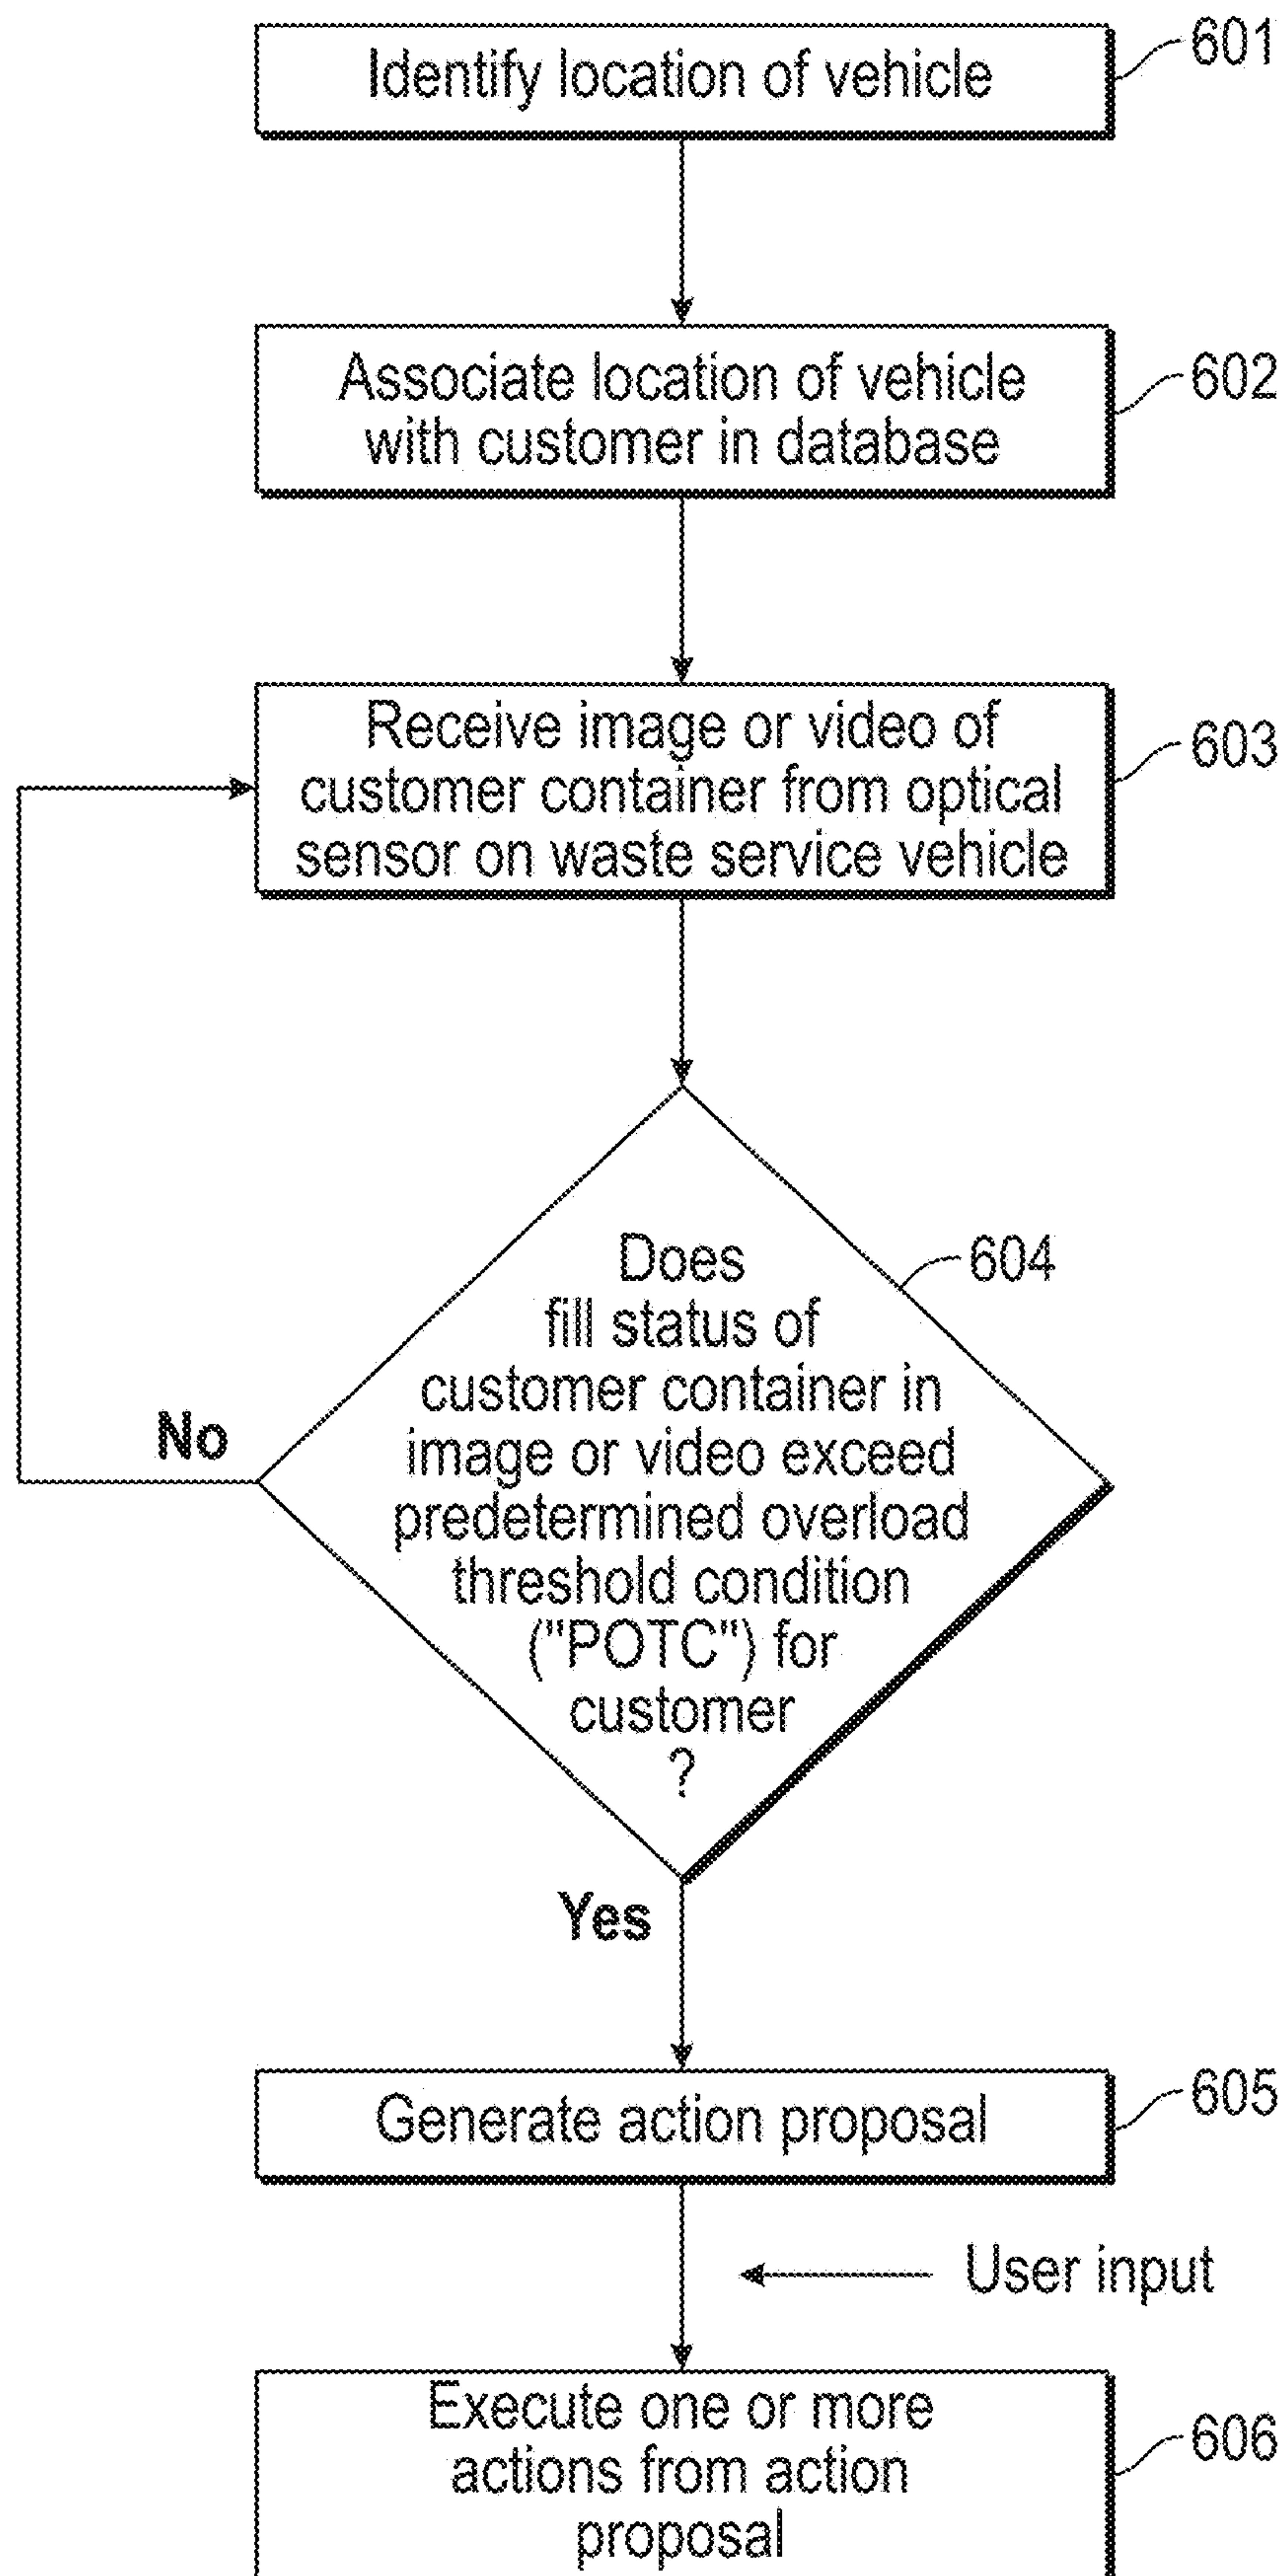 Identify location of vehicle
601
Associate location of vehicle
with customer in database
602
Receive image or video of
customer container from optical
sensor on waste service vehicle
603
Does
fill status of
customer container in
image or video exceed
predetermined overload
threshold condition
("POTC") for
customer
?
604
No
Yes
Generate action proposal
605
User input
Execute one or more
actions from action
proposal
606